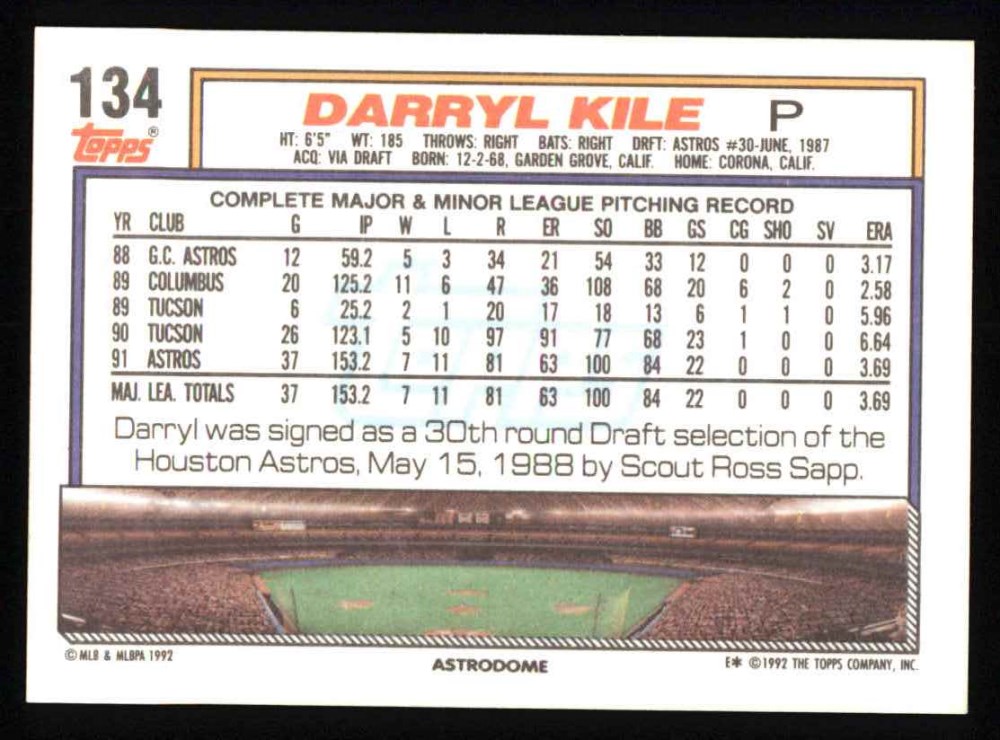 134
Topps®
DARRYL KILE P
HT: 6'5" WT: 185 THROWS: RIGHT BATS: RIGHT DRFT: ASTROS #30-JUNE, 1987
ACQ: VIA DRAFT BORN: 12-2-68, GARDEN GROVE, CALIF. HOME: CORONA, CALIF.
COMPLETE MAJOR & MINOR LEAGUE PITCHING RECORD
YR CLUB G IP W L R ER SO BB GS CG SHO SV ERA
88 G.C. ASTROS 12 59.2 5 3 34 21 54 33 12 0 0 0 3.17
89 COLUMBUS 20 125.2 11 6 47 36 108 68 20 6 2 0 2.58
89 TUCSON 6 25.2 2 1 20 17 18 13 6 1 1 0 5.96
90 TUCSON 26 123.1 5 10 97 91 77 68 23 1 0 0 6.64
91 ASTROS 37 153.2 7 11 81 63 100 84 22 0 0 0 3.69
MAJ. LEA. TOTALS 37 153.2 7 11 81 63 100 84 22 0 0 0 3.69
Darryl was signed as a 30th round Draft selection of the
Houston Astros, May 15, 1988 by Scout Ross Sapp.
© MLB & MLBPA 1992
ASTRODOME
E* © 1992 THE TOPPS COMPANY, INC.